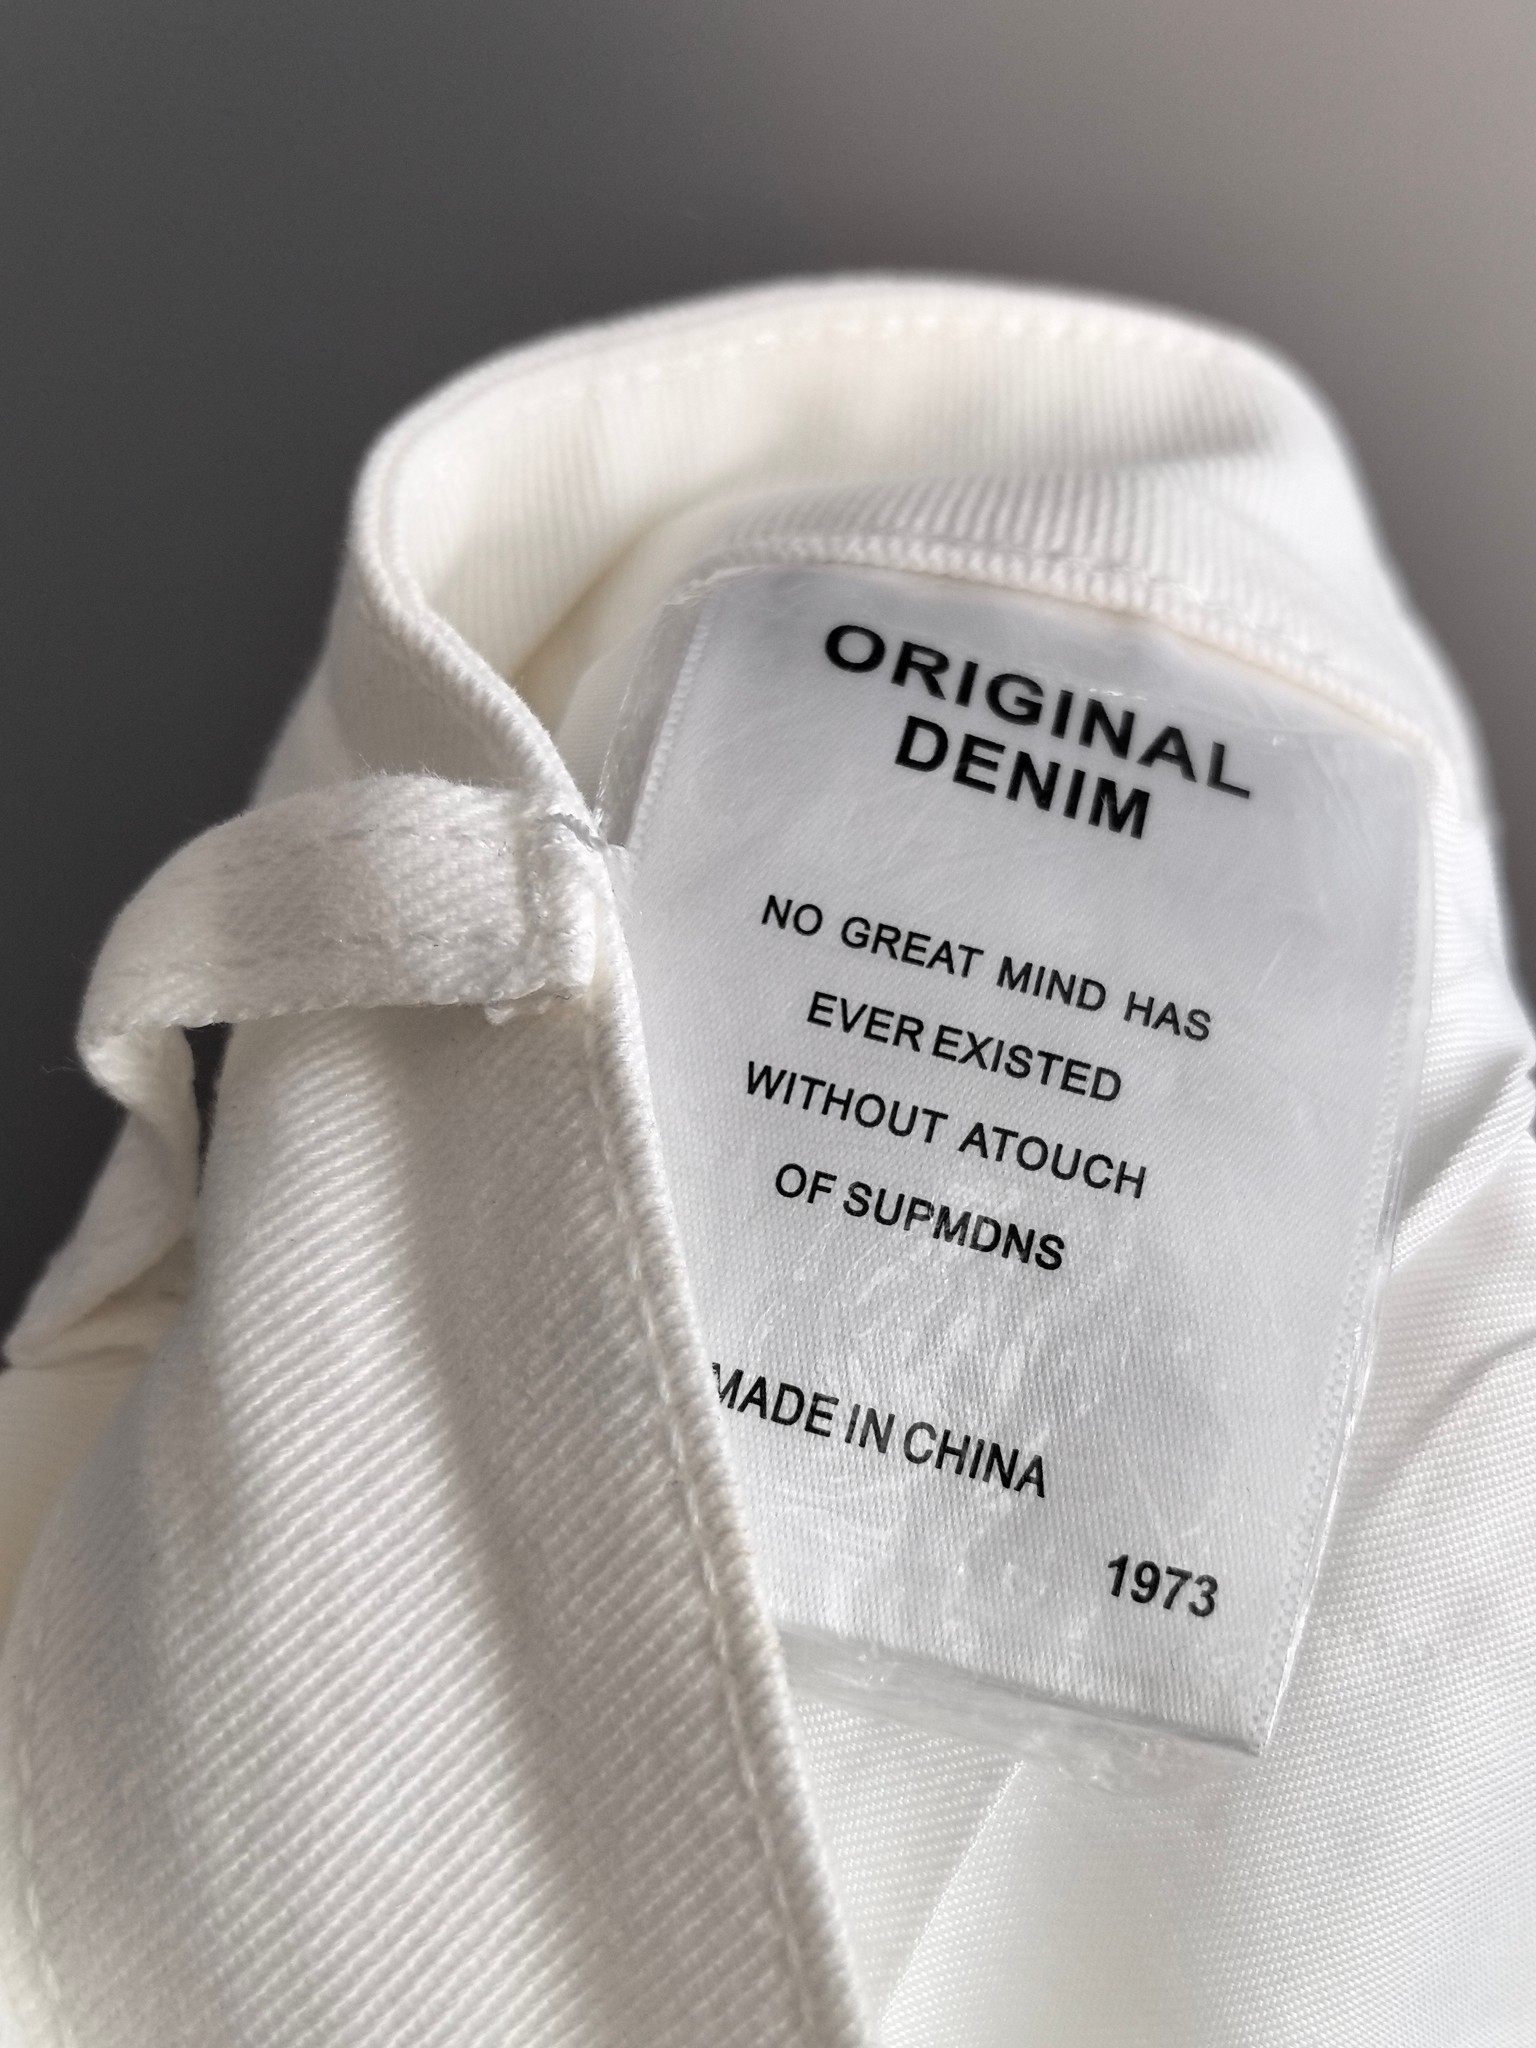 ORIGINAL
DENIM
NO GREAT MIND HAS
EVER EXISTED
WITHOUT ATOUCH
OF SUPMDNS
MADE IN CHINA
1973